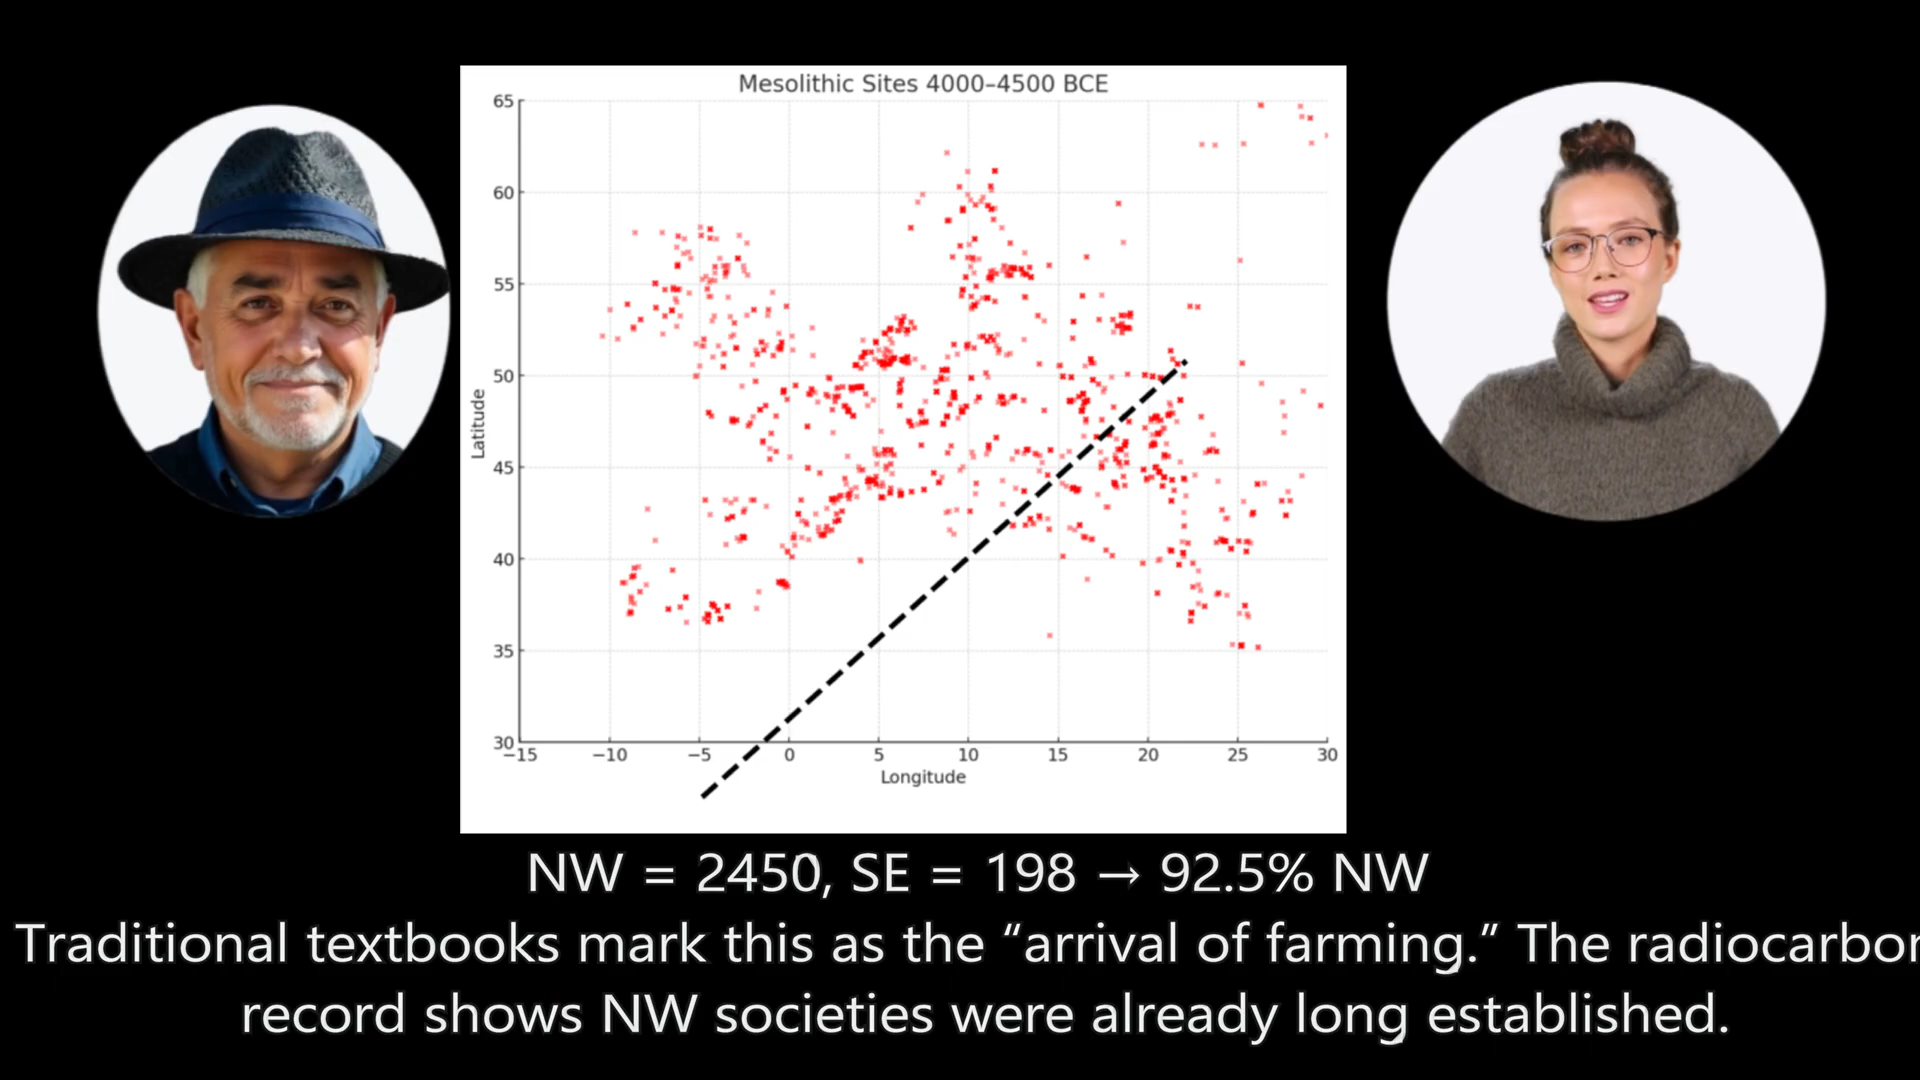 Mesolithic Sites 4000–4500 BCE
65
60
55
50
45
40
35
30
Latitude
−15 −10 −5 0 5 10 15 20 25 30
Longitude
NW = 2450, SE = 198 → 92.5% NW
Traditional textbooks mark this as the “arrival of farming.” The radiocarbon
record shows NW societies were already long established.